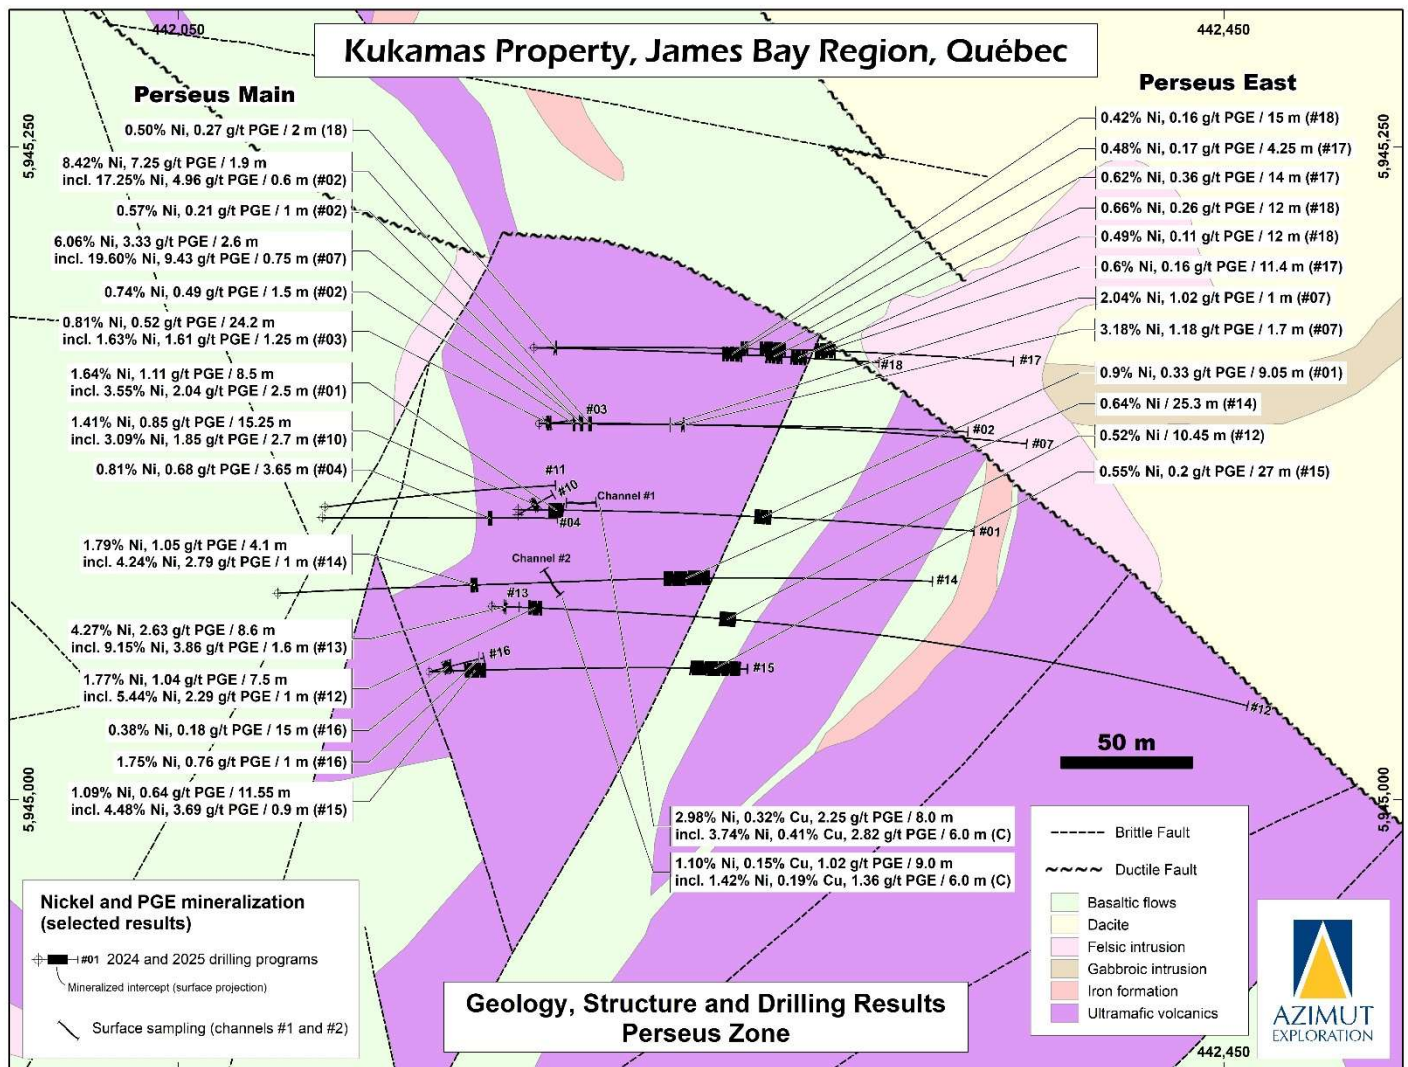 442,050
442,450
Kukamas Property, James Bay Region, Québec
Perseus Main
0.50% Ni, 0.27 g/t PGE / 2 m (18)
8.42% Ni, 7.25 g/t PGE / 1.9 m
incl. 17.25% Ni, 4.96 g/t PGE / 0.6 m (#02)
0.57% Ni, 0.21 g/t PGE / 1 m (#02)
6.06% Ni, 3.33 g/t PGE / 2.6 m
incl. 19.60% Ni, 9.43 g/t PGE / 0.75 m (#07)
0.74% Ni, 0.49 g/t PGE / 1.5 m (#02)
0.81% Ni, 0.52 g/t PGE / 24.2 m
incl. 1.63% Ni, 1.61 g/t PGE / 1.25 m (#03)
1.64% Ni, 1.11 g/t PGE / 8.5 m
incl. 3.55% Ni, 2.04 g/t PGE / 2.5 m (#01)
1.41% Ni, 0.85 g/t PGE / 15.25 m
incl. 3.09% Ni, 1.85 g/t PGE / 2.7 m (#10)
0.81% Ni, 0.68 g/t PGE / 3.65 m (#04)
1.79% Ni, 1.05 g/t PGE / 4.1 m
incl. 4.24% Ni, 2.79 g/t PGE / 1 m (#14)
4.27% Ni, 2.63 g/t PGE / 8.6 m
incl. 9.15% Ni, 3.86 g/t PGE / 1.6 m (#13)
1.77% Ni, 1.04 g/t PGE / 7.5 m
incl. 5.44% Ni, 2.29 g/t PGE / 1 m (#12)
0.38% Ni, 0.18 g/t PGE / 15 m (#16)
1.75% Ni, 0.76 g/t PGE / 1 m (#16)
1.09% Ni, 0.64 g/t PGE / 11.55 m
incl. 4.48% Ni, 3.69 g/t PGE / 0.9 m (#15)
Perseus East
0.42% Ni, 0.16 g/t PGE / 15 m (#18)
0.48% Ni, 0.17 g/t PGE / 4.25 m (#17)
0.62% Ni, 0.36 g/t PGE / 14 m (#17)
0.66% Ni, 0.26 g/t PGE / 12 m (#18)
0.49% Ni, 0.11 g/t PGE / 12 m (#18)
0.6% Ni, 0.16 g/t PGE / 11.4 m (#17)
2.04% Ni, 1.02 g/t PGE / 1 m (#07)
3.18% Ni, 1.18 g/t PGE / 1.7 m (#07)
0.9% Ni, 0.33 g/t PGE / 9.05 m (#01)
0.64% Ni / 25.3 m (#14)
0.52% Ni / 10.45 m (#12)
0.55% Ni, 0.2 g/t PGE / 27 m (#15)
5,945,250
5,945,250
#17
#18
#03
#02
#07
#11
#10
Channel #1
#04
#01
Channel #2
#14
#13
#16
#15
#12
50 m
5,945,000
5,945,000
2.98% Ni, 0.32% Cu, 2.25 g/t PGE / 8.0 m
incl. 3.74% Ni, 0.41% Cu, 2.82 g/t PGE / 6.0 m (C)
1.10% Ni, 0.15% Cu, 1.02 g/t PGE / 9.0 m
incl. 1.42% Ni, 0.19% Cu, 1.36 g/t PGE / 6.0 m (C)
Nickel and PGE mineralization
(selected results)
#01 2024 and 2025 drilling programs
Mineralized intercept (surface projection)
Surface sampling (channels #1 and #2)
Geology, Structure and Drilling Results
Perseus Zone
Brittle Fault
Ductile Fault
Basaltic flows
Dacite
Felsic intrusion
Gabbroic intrusion
Iron formation
Ultramafic volcanics
AZIMUT
EXPLORATION
442,450